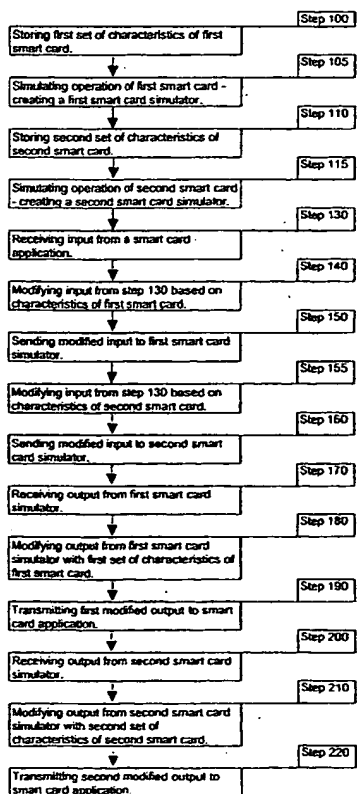 Step 100
Storing first set of characteristics of first
smart card.
Step 105
Simulating operation of first smart card -
creating a first smart card simulator.
Step 110
Storing second set of characteristics of
second smart card.
Step 115
Simulating operation of second smart card
- creating a second smart card simulator.
Step 130
Receiving input from a smart card
application.
Step 140
Modifying input from step 130 based on
characteristics of first smart card.
Step 150
Sending modified input to first smart card
simulator.
Step 155
Modifying input from step 130 based on
characteristics of second smart card.
Step 160
Sending modified input to second smart
card simulator.
Step 170
Receiving output from first smart card
simulator.
Step 180
Modifying output from first smart card
simulator with first set of characteristics of
first smart card.
Step 190
Transmitting first modified output to smart
card application.
Step 200
Receiving output from second smart card
simulator.
Step 210
Modifying output from second smart card
simulator with second set of
characteristics of second smart card.
Step 220
Transmitting second modified output to
smart card application.